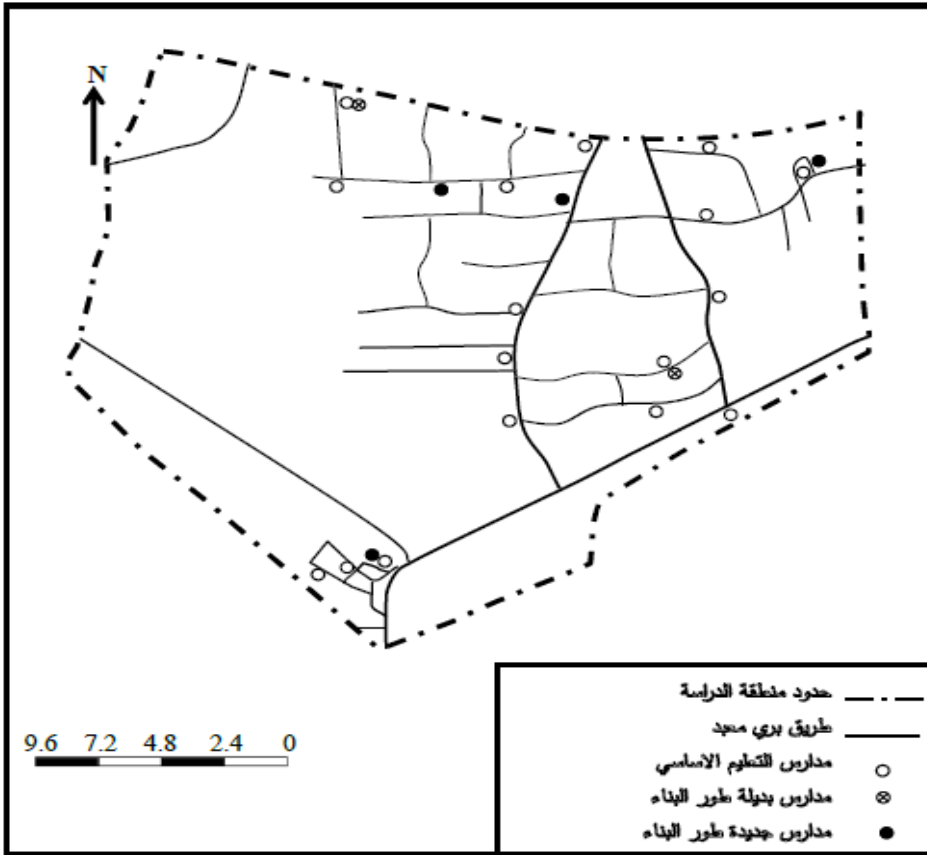 N
9.6 7.2 4.8 2.4 0
حدود منطقة الدراسة
طريق بري معبد
مدارس التعليم الاساسي
مدارس بديلة طور البناء
مدارس جديدة طور البناء